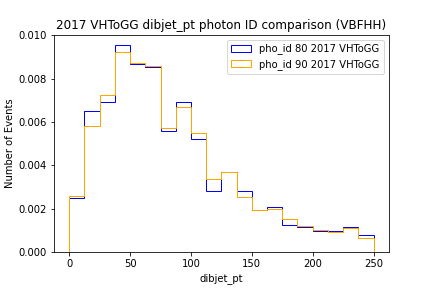 2017 VHToGG dibjet_pt photon ID comparison (VBFHH)
0.010
0.008
0.006
0.004
0.002
0.000
Number of Events
pho_id 80 2017 VHToGG
pho_id 90 2017 VHToGG
0 50 100 150 200 250
dibjet_pt